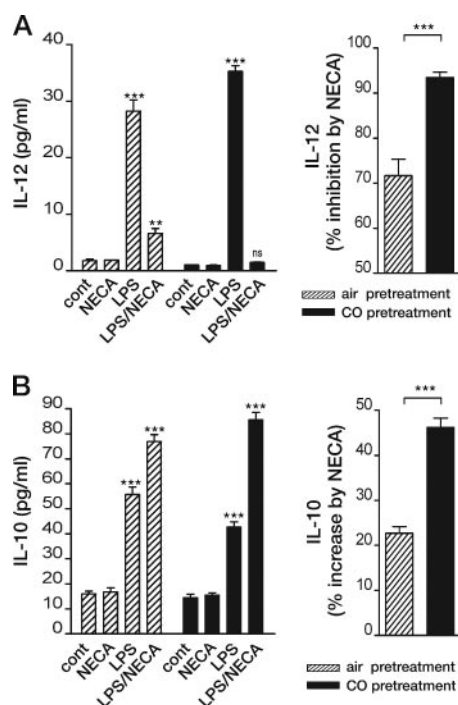 A
IL-12 (pg/ml)
40
30
20
10
0
***
**
***
ns
cont
NECA
LPS
LPS/NECA
cont
NECA
LPS
LPS/NECA
IL-12
(% inhibition by NECA)
100
90
80
70
60
50
***
air pretreatment
CO pretreatment
B
IL-10 (pg/ml)
90
80
70
60
50
40
30
20
10
0
***
***
***
***
cont
NECA
LPS
LPS/NECA
cont
NECA
LPS
LPS/NECA
IL-10
(% increase by NECA)
50
40
30
20
10
0
***
air pretreatment
CO pretreatment